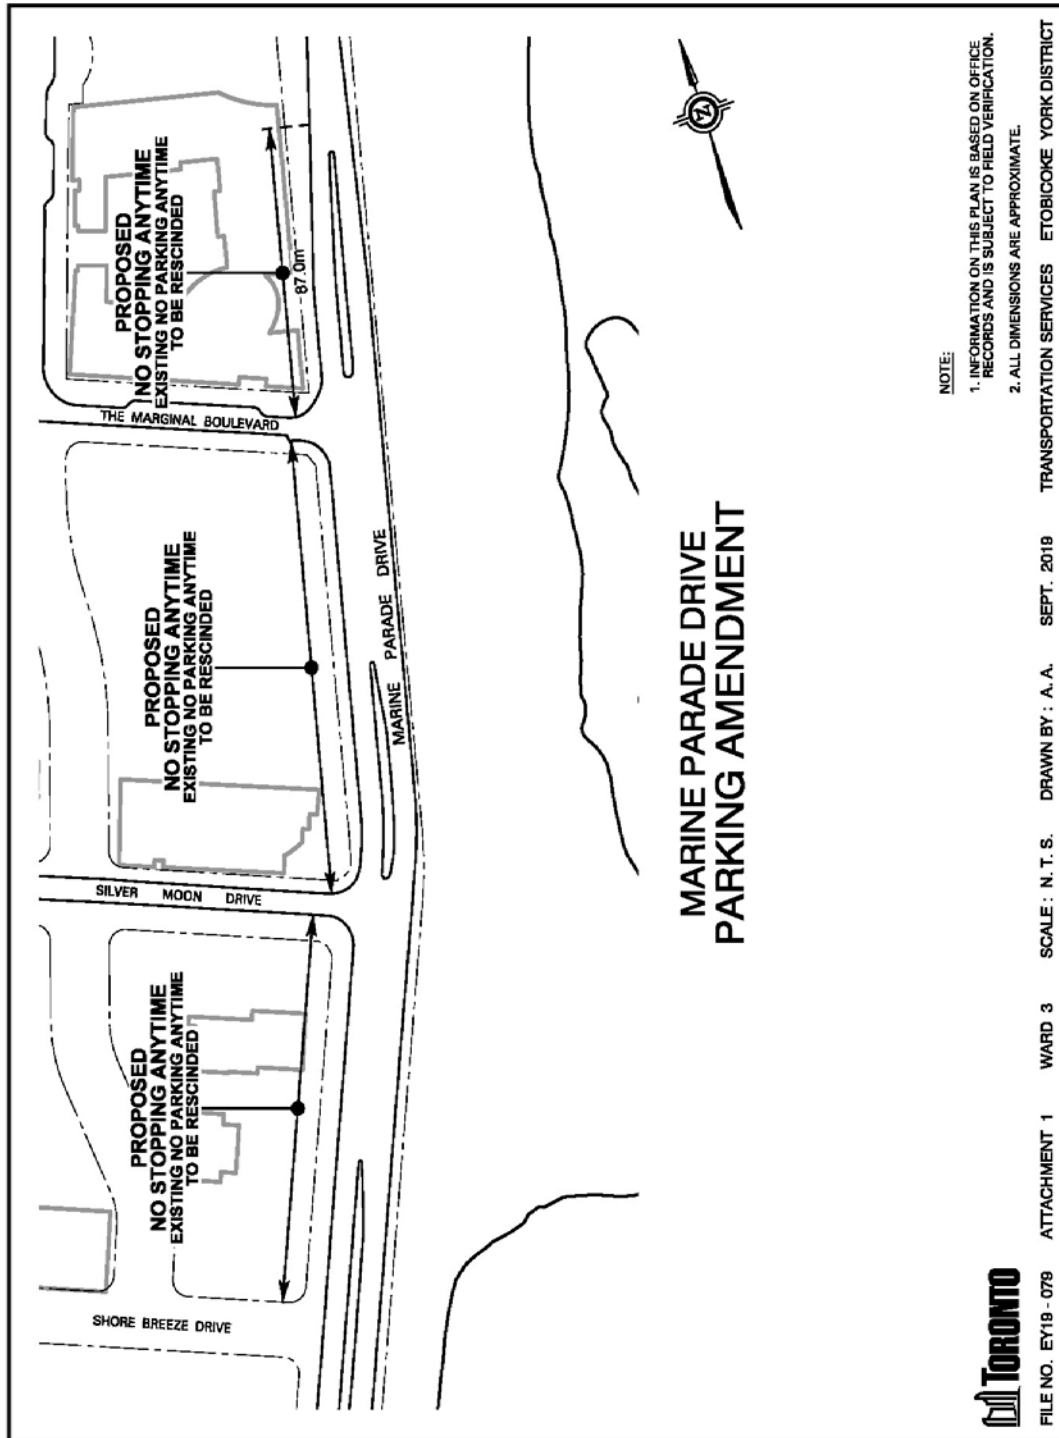 SHORE BREEZE DRIVE
PROPOSED
NO STOPPING ANYTIME
EXISTING NO PARKING ANYTIME
TO BE RESCINDED
SILVER MOON DRIVE
PROPOSED
NO STOPPING ANYTIME
EXISTING NO PARKING ANYTIME
TO BE RESCINDED
THE MARGINAL BOULEVARD
PROPOSED
NO STOPPING ANYTIME
EXISTING NO PARKING ANYTIME
TO BE RESCINDED
87.0m
MARINE PARADE DRIVE
N
MARINE PARADE DRIVE
PARKING AMENDMENT
NOTE:
1. INFORMATION ON THIS PLAN IS BASED ON OFFICE
RECORDS AND IS SUBJECT TO FIELD VERIFICATION.
2. ALL DIMENSIONS ARE APPROXIMATE.
TORONTO
FILE NO. EY19 - 079 ATTACHMENT 1 WARD 3 SCALE : N. T. S. DRAWN BY : A. A. SEPT. 2019 TRANSPORTATION SERVICES ETOBICOKE YORK DISTRICT